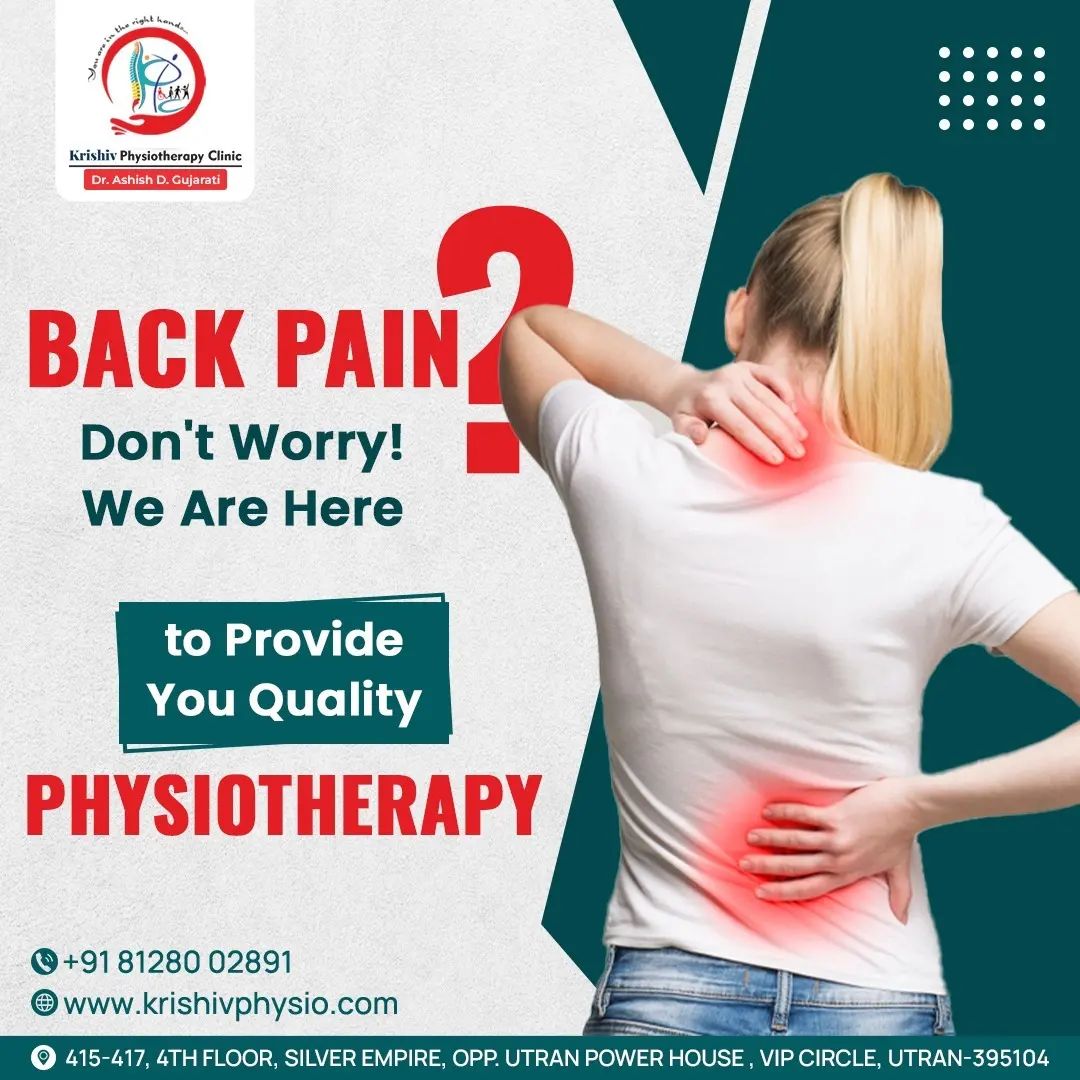 You are in the right hands...
Krishiv Physiotherapy Clinic
Dr. Ashish D. Gujarati
BACK PAIN?
Don't Worry!
We Are Here
to Provide
You Quality
PHYSIOTHERAPY
+91 81280 02891
www.krishivphysio.com
415-417, 4TH FLOOR, SILVER EMPIRE, OPP. UTRAN POWER HOUSE , VIP CIRCLE, UTRAN-395104